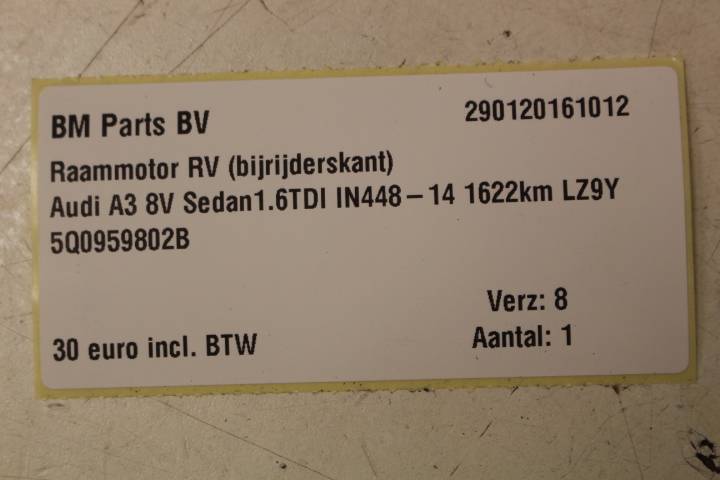 BM Parts BV 290120161012
Raammotor RV (bijrijderskant)
Audi A3 8V Sedan1.6TDI IN448-14 1622km LZ9Y
5Q0959802B
Verz: 8
30 euro incl. BTW Aantal: 1